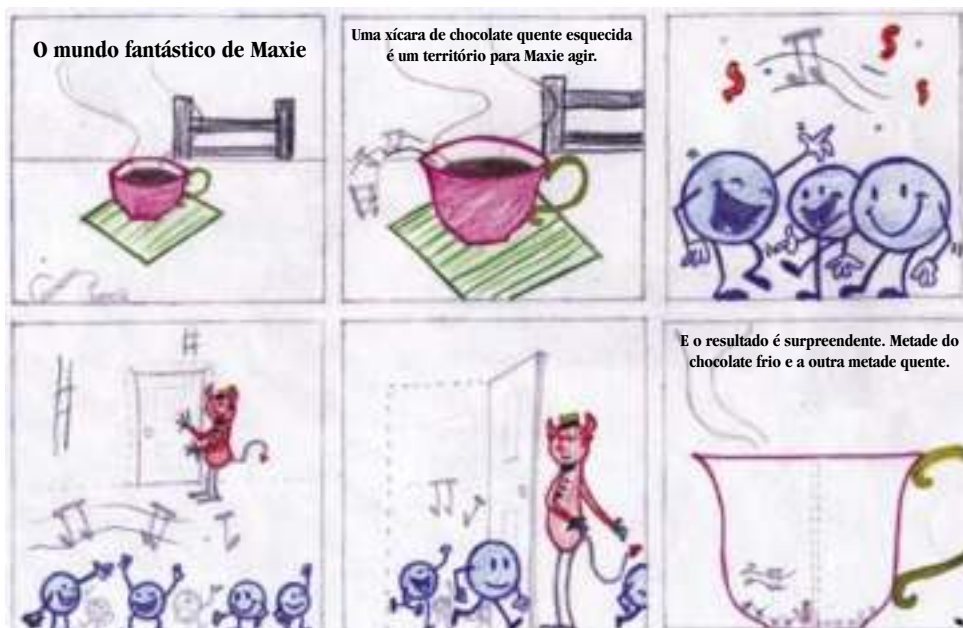 O mundo fantástico de Maxie
Uma xícara de chocolate quente esquecida
é um território para Maxie agir.
E o resultado é surpreendente. Metade do
chocolate frio e a outra metade quente.